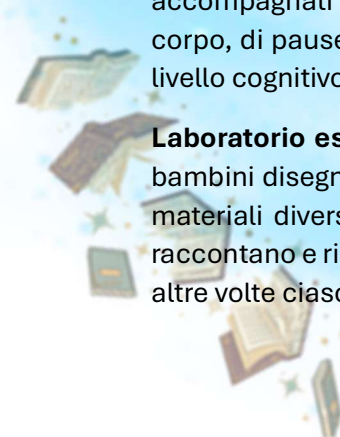 accompagnati
corpo, di pause
livello cognitivo
Laboratorio es
bambini disegn
materiali divers
raccontano e ri
altre volte ciasc